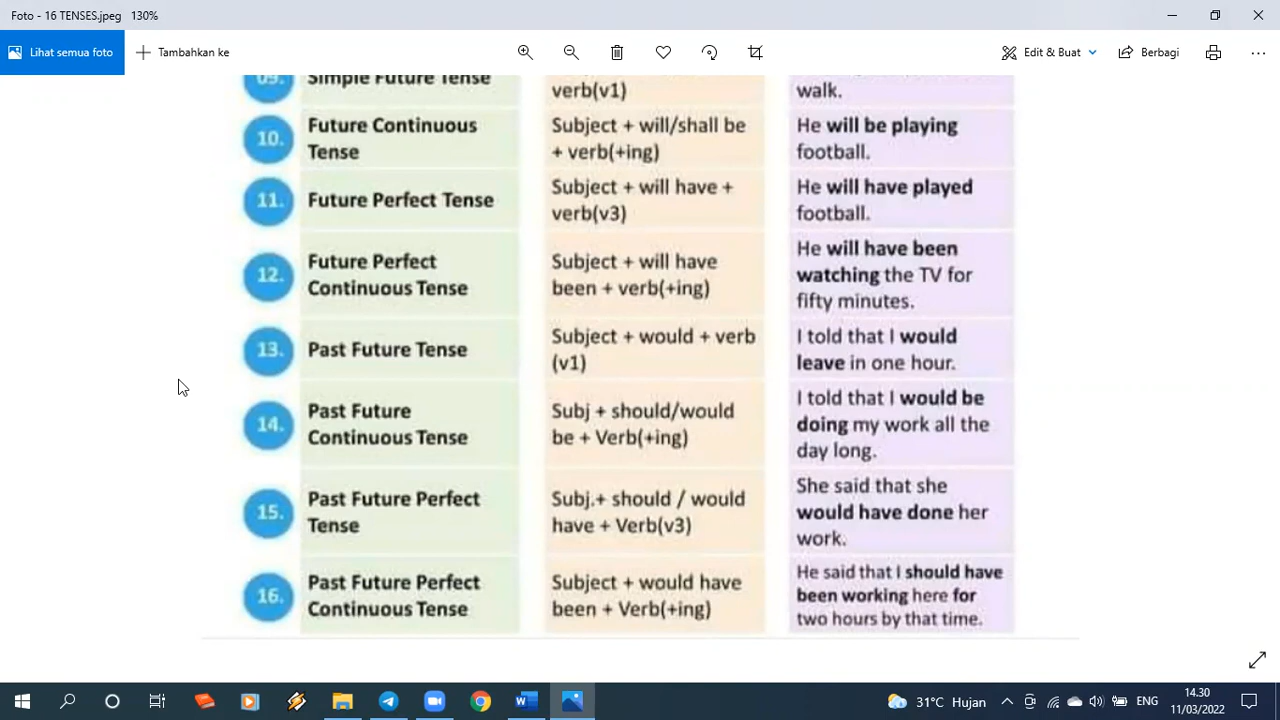 Foto - 16 TENSES.jpeg 130%
Lihat semua foto
Tambahkan ke
Edit & Buat
Berbagi
09. Simple Future Tense
verb(v1)
walk.
10.
Future Continuous
Tense
Subject + will/shall be
+ verb(+ing)
He will be playing
football.
11.
Future Perfect Tense
Subject + will have +
verb(v3)
He will have played
football.
12.
Future Perfect
Continuous Tense
Subject + will have
been + verb(+ing)
He will have been
watching the TV for
fifty minutes.
13.
Past Future Tense
Subject + would + verb
(v1)
I told that I would
leave in one hour.
14.
Past Future
Continuous Tense
Subj + should/would
be + Verb(+ing)
I told that I would be
doing my work all the
day long.
15.
Past Future Perfect
Tense
Subj.+ should / would
have + Verb(v3)
She said that she
would have done her
work.
16.
Past Future Perfect
Continuous Tense
Subject + would have
been + Verb(+ing)
He said that I should have
been working here for
two hours by that time.
31°C Hujan
ENG
14.30
11/03/2022